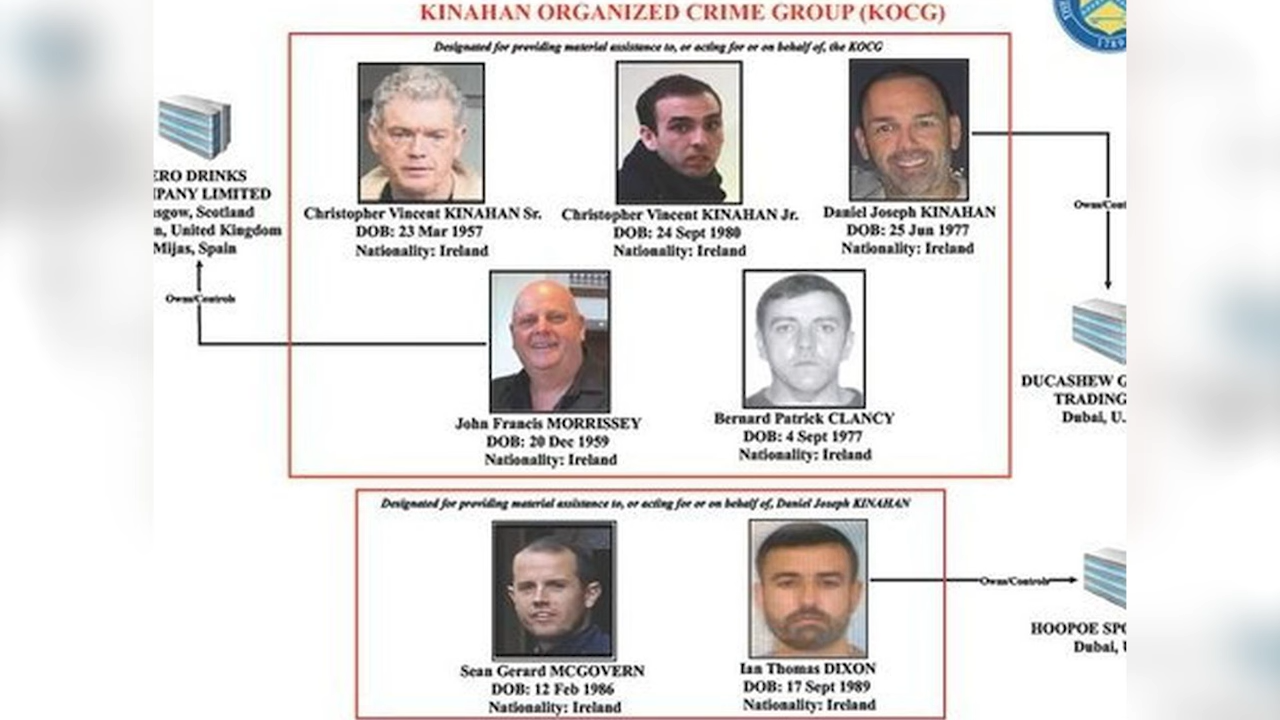 KINAHAN ORGANIZED CRIME GROUP (KOCG)
Designated for providing material assistance to, or acting for or on behalf of, the KOCG
1789
ERO DRINKS
IPANY LIMITED
sgow, Scotland
n, United Kingdom
Mijas, Spain
Owns/Controls
Christopher Vincent KINAHAN Sr.
DOB: 23 Mar 1957
Nationality: Ireland
Christopher Vincent KINAHAN Jr.
DOB: 24 Sept 1980
Nationality: Ireland
Daniel Joseph KINAHAN
DOB: 25 Jun 1977
Nationality: Ireland
Owns/Cont
John Francis MORRISSEY
DOB: 20 Dec 1959
Nationality: Ireland
Bernard Patrick CLANCY
DOB: 4 Sept 1977
Nationality: Ireland
DUCASHEW G
TRADING
Dubai, U.
Designated for providing material assistance to, or acting for or on behalf of, Daniel Joseph KINAHAN
Sean Gerard MCGOVERN
DOB: 12 Feb 1986
Nationality: Ireland
Ian Thomas DIXON
DOB: 17 Sept 1989
Nationality: Ireland
Owns/Controls
HOOPOE SPO
Dubai, U